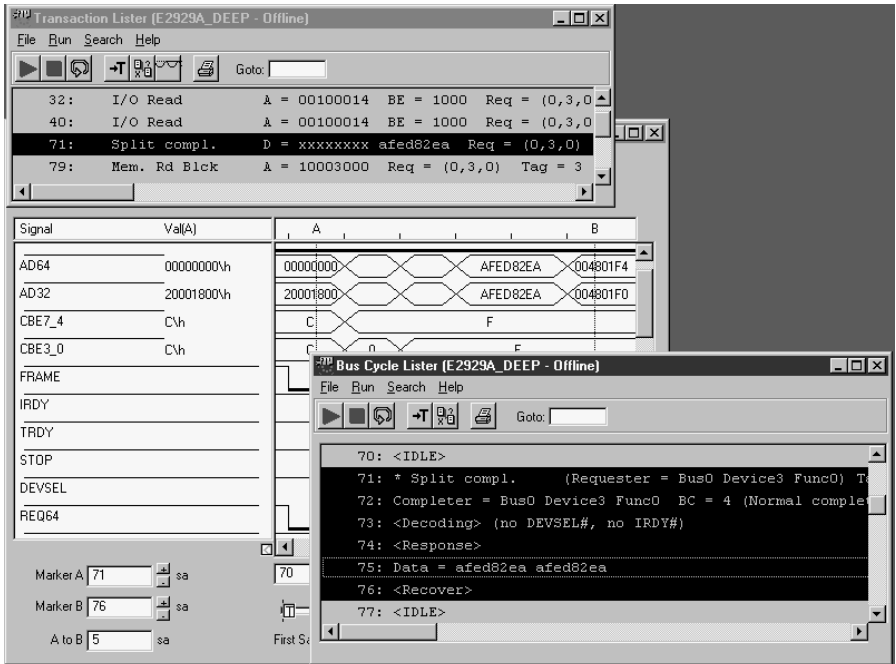 Transaction Lister (E2929A_DEEP - Offline)
File Run Search Help
Goto:
32: I/O Read A = 00100014 BE = 1000 Req = (0,3,0
40: I/O Read A = 00100014 BE = 1000 Req = (0,3,0
71: Split compl. D = xxxxxxxx afed82ea Req = (0,3,0)
79: Mem. Rd Blck A = 10003000 Req = (0,3,0) Tag = 3
Signal Val(A) A B
AD64 00000000\h 00000000 AFED82EA 004801F4
AD32 20001800\h 20001800 AFED82EA 004801F0
CBE7_4 C\h C F
CBE3_0 C\h C 0 F
FRAME
IRDY
TRDY
STOP
DEVSEL
REQ64
Marker A 71 sa 70
Marker B 76 sa
A to B 5 sa First Sa
Bus Cycle Lister (E2929A_DEEP - Offline)
File Run Search Help
Goto:
70: <IDLE>
71: * Split compl. (Requester = Bus0 Device3 Func0) Ta
72: Completer = Bus0 Device3 Func0 BC = 4 (Normal complet
73: <Decoding> (no DEVSEL#, no IRDY#)
74: <Response>
75: Data = afed82ea afed82ea
76: <Recover>
77: <IDLE>